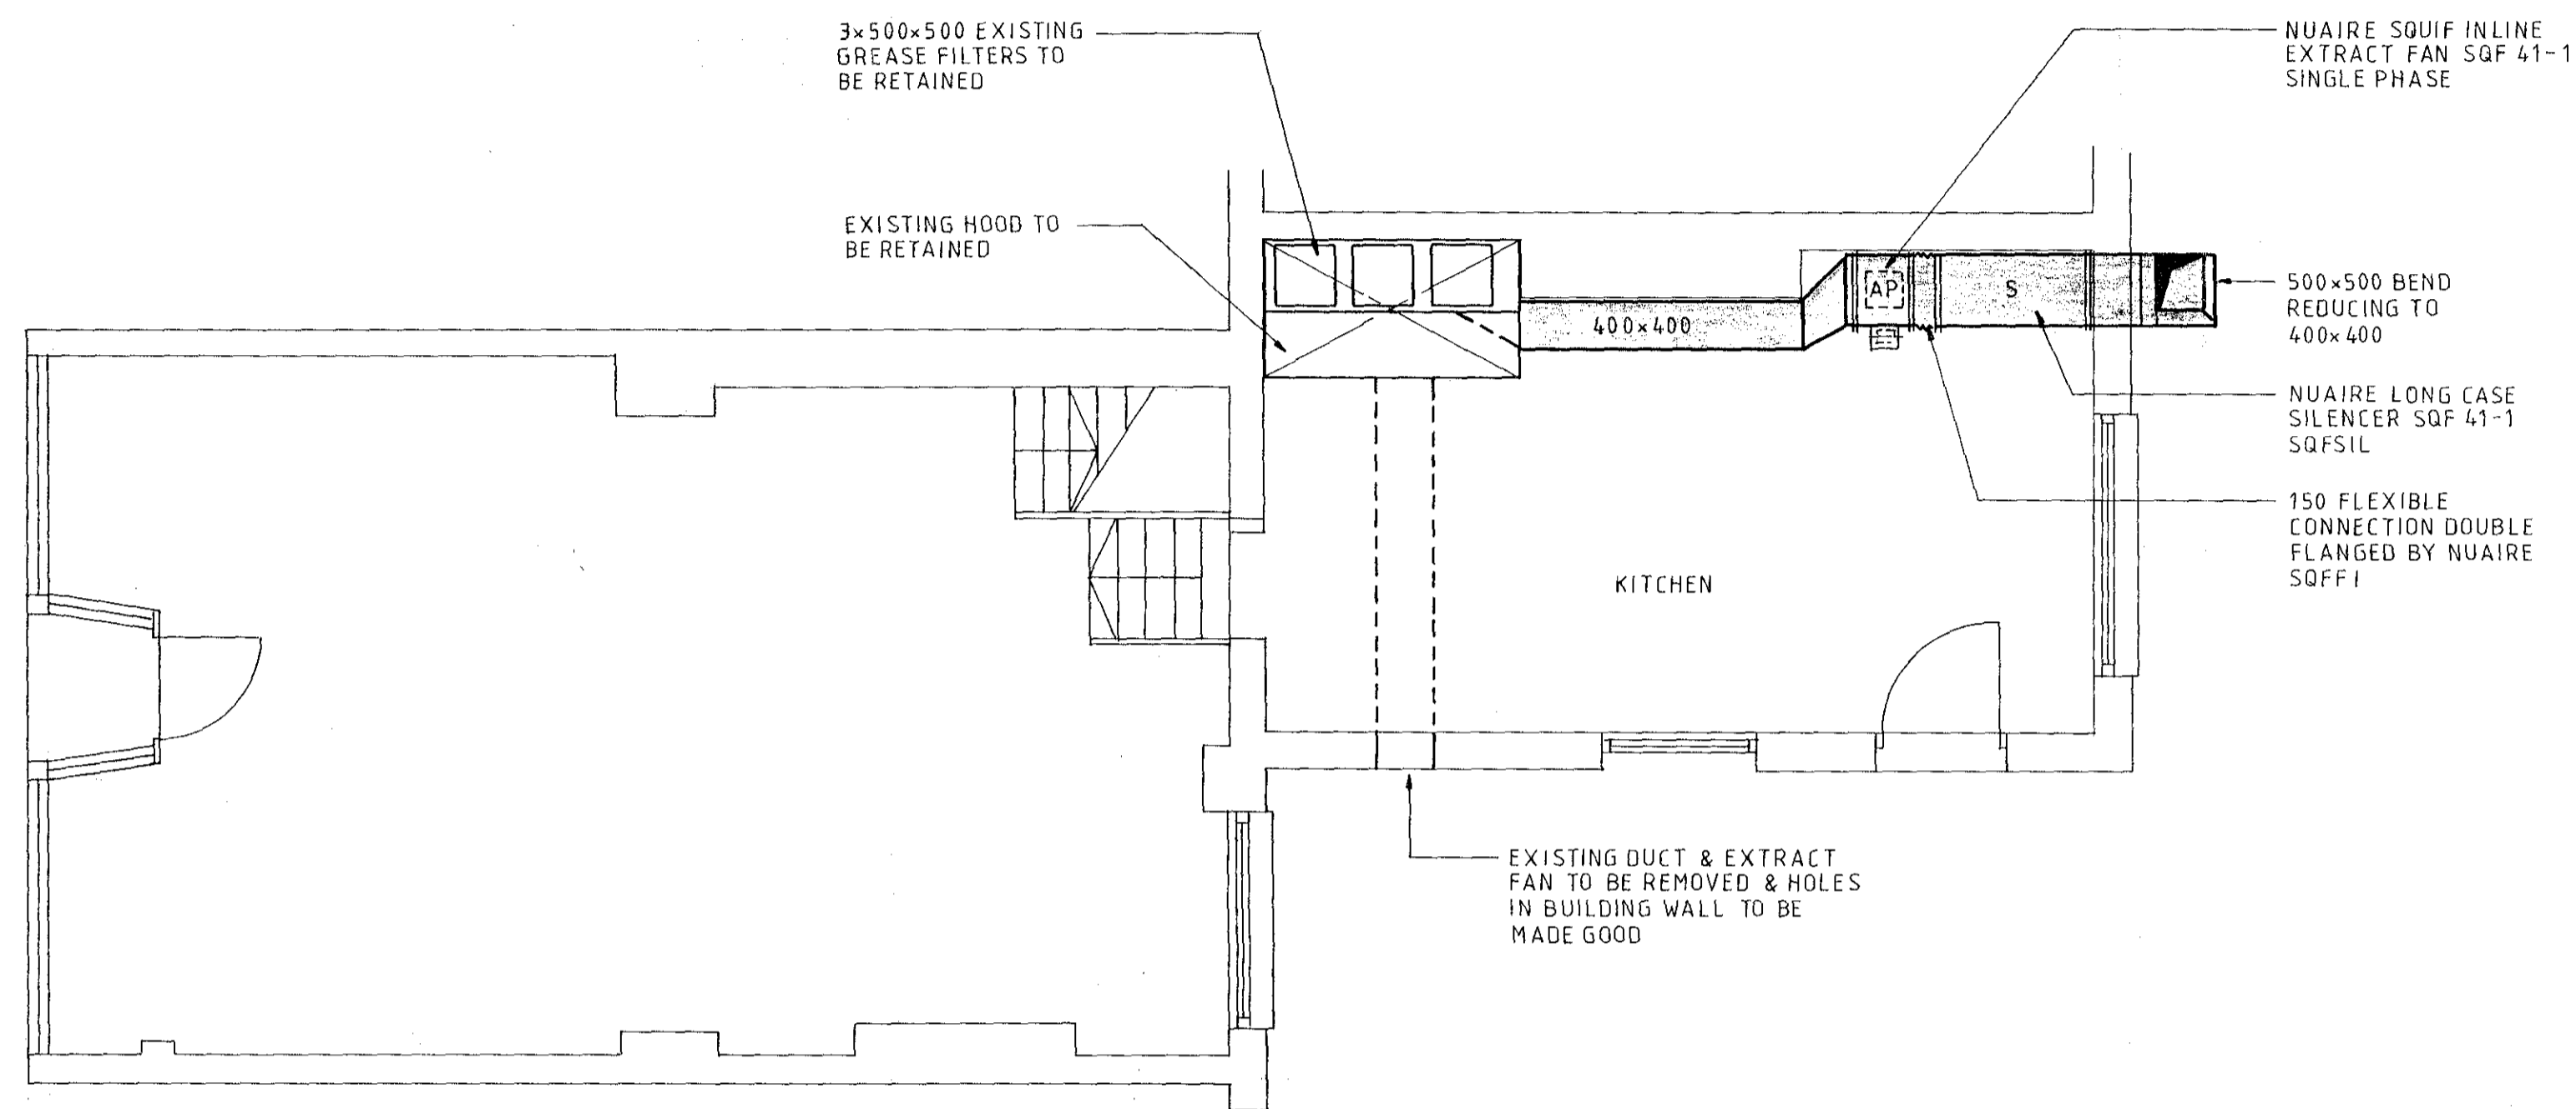 3×500×500 EXISTING
GREASE FILTERS TO
BE RETAINED
NUAIRE SQUIF INLINE
EXTRACT FAN SQF 41-1
SINGLE PHASE
EXISTING HOOD TO
BE RETAINED
AP
S
400×400
500×500 BEND
REDUCING TO
400×400
NUAIRE LONG CASE
SILENCER SQF 41-1
SQFSIL
150 FLEXIBLE
CONNECTION DOUBLE
FLANGED BY NUAIRE
SQFF1
KITCHEN
EXISTING DUCT & EXTRACT
FAN TO BE REMOVED & HOLES
IN BUILDING WALL TO BE
MADE GOOD